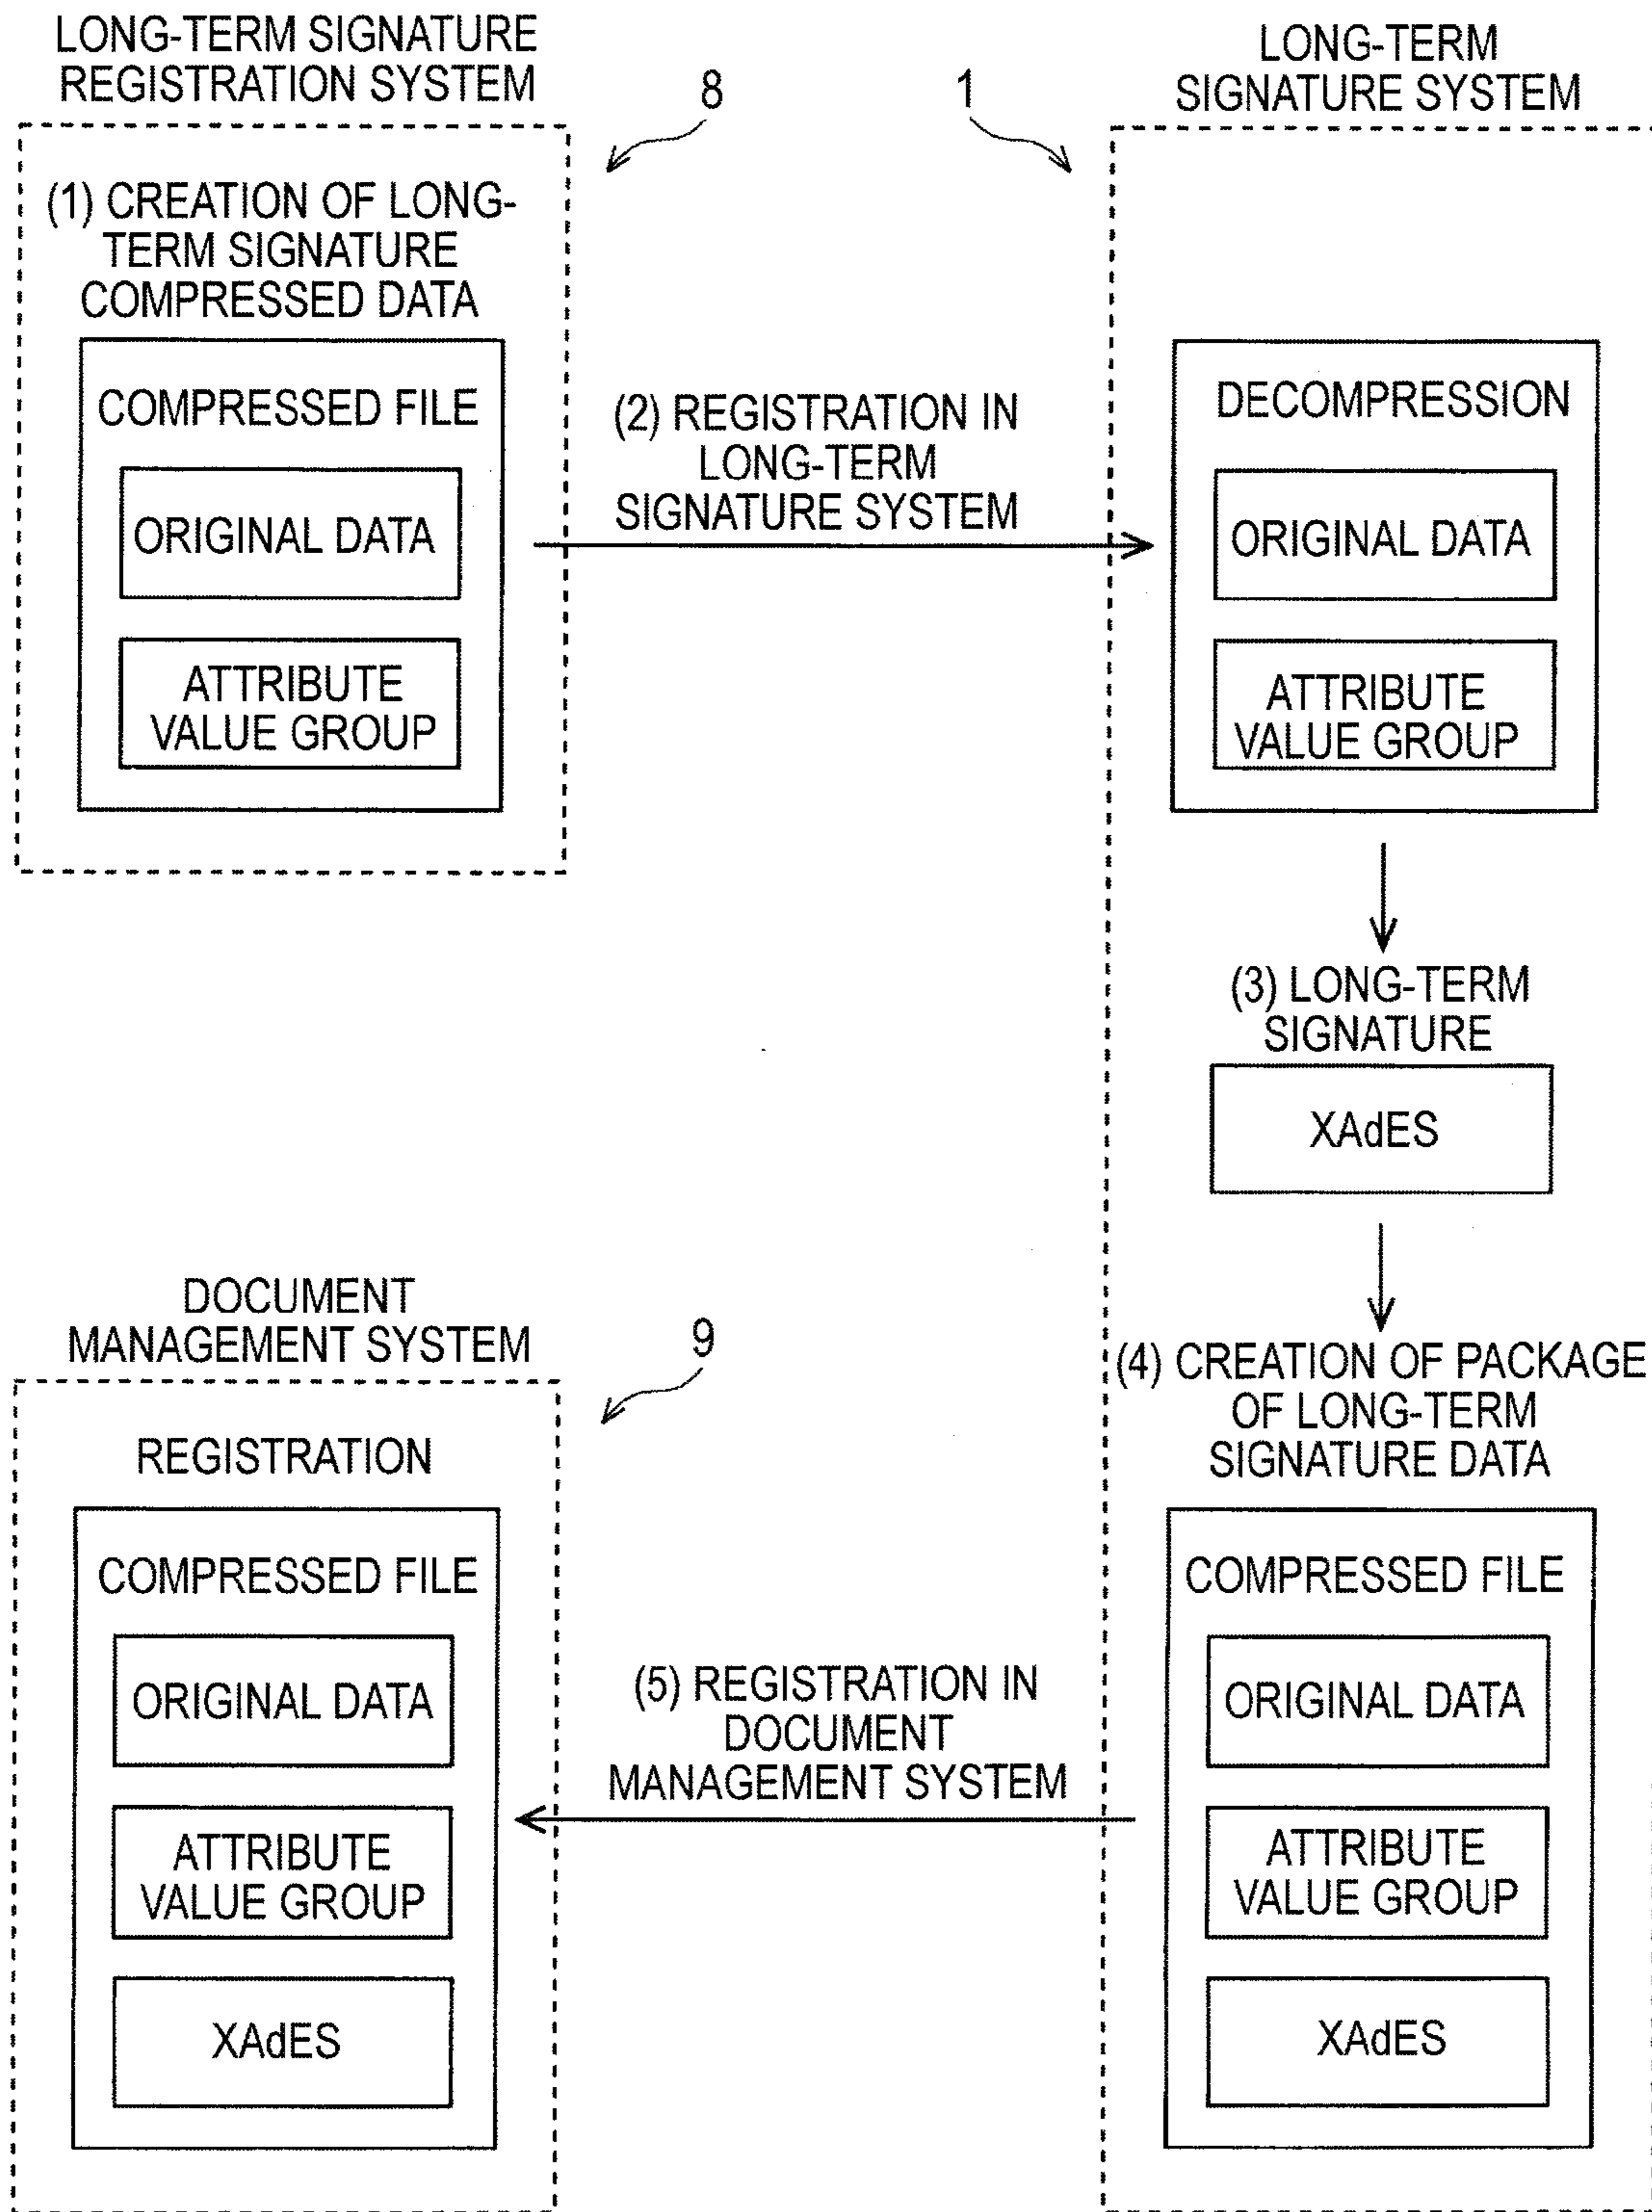 LONG-TERM SIGNATURE
REGISTRATION SYSTEM
8
1
LONG-TERM
SIGNATURE SYSTEM
(1) CREATION OF LONG-
TERM SIGNATURE
COMPRESSED DATA
COMPRESSED FILE
ORIGINAL DATA
ATTRIBUTE
VALUE GROUP
(2) REGISTRATION IN
LONG-TERM
SIGNATURE SYSTEM
DECOMPRESSION
ORIGINAL DATA
ATTRIBUTE
VALUE GROUP
(3) LONG-TERM
SIGNATURE
XAdES
(4) CREATION OF PACKAGE
OF LONG-TERM
SIGNATURE DATA
COMPRESSED FILE
ORIGINAL DATA
ATTRIBUTE
VALUE GROUP
XAdES
(5) REGISTRATION IN
DOCUMENT
MANAGEMENT SYSTEM
DOCUMENT
MANAGEMENT SYSTEM
9
REGISTRATION
COMPRESSED FILE
ORIGINAL DATA
ATTRIBUTE
VALUE GROUP
XAdES